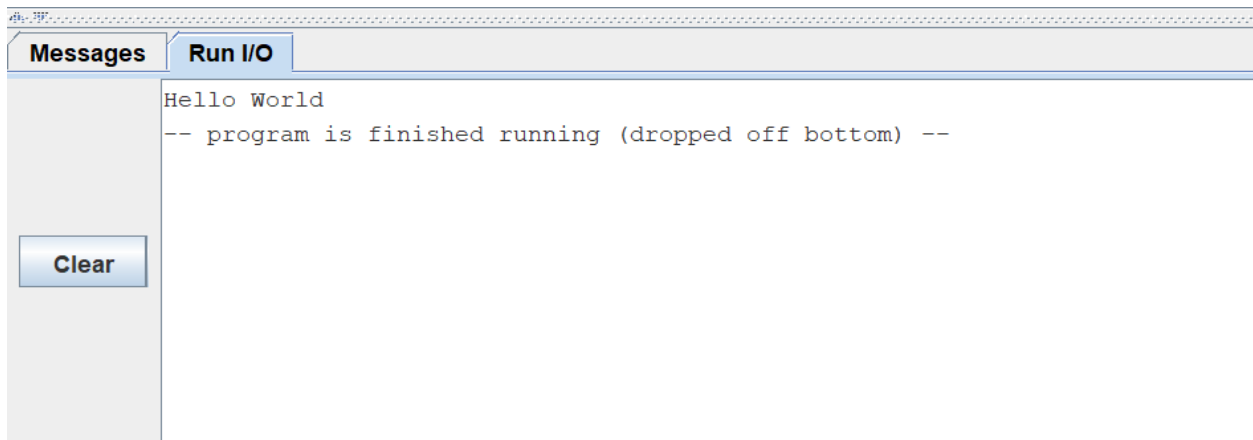 Messages Run I/O
Hello World
-- program is finished running (dropped off bottom) --
Clear